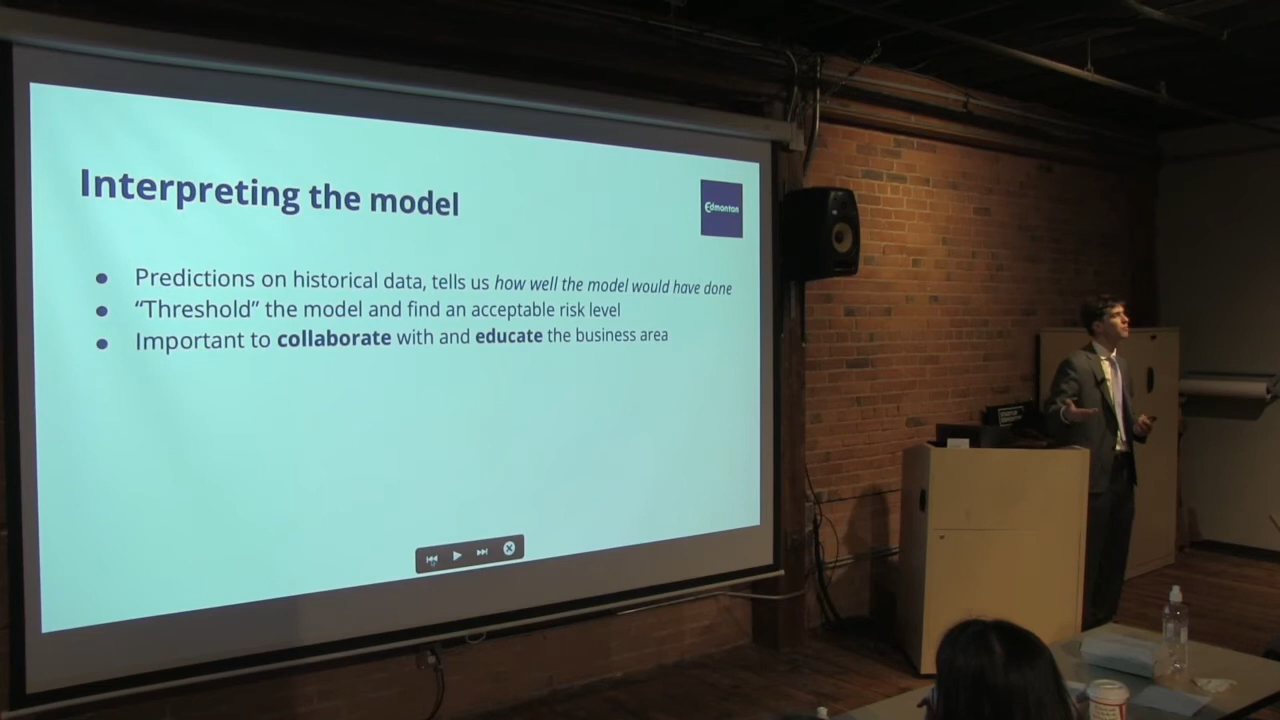 Interpreting the model
Edmonton
● Predictions on historical data, tells us how well the model would have done
● “Threshold” the model and find an acceptable risk level
● Important to collaborate with and educate the business area